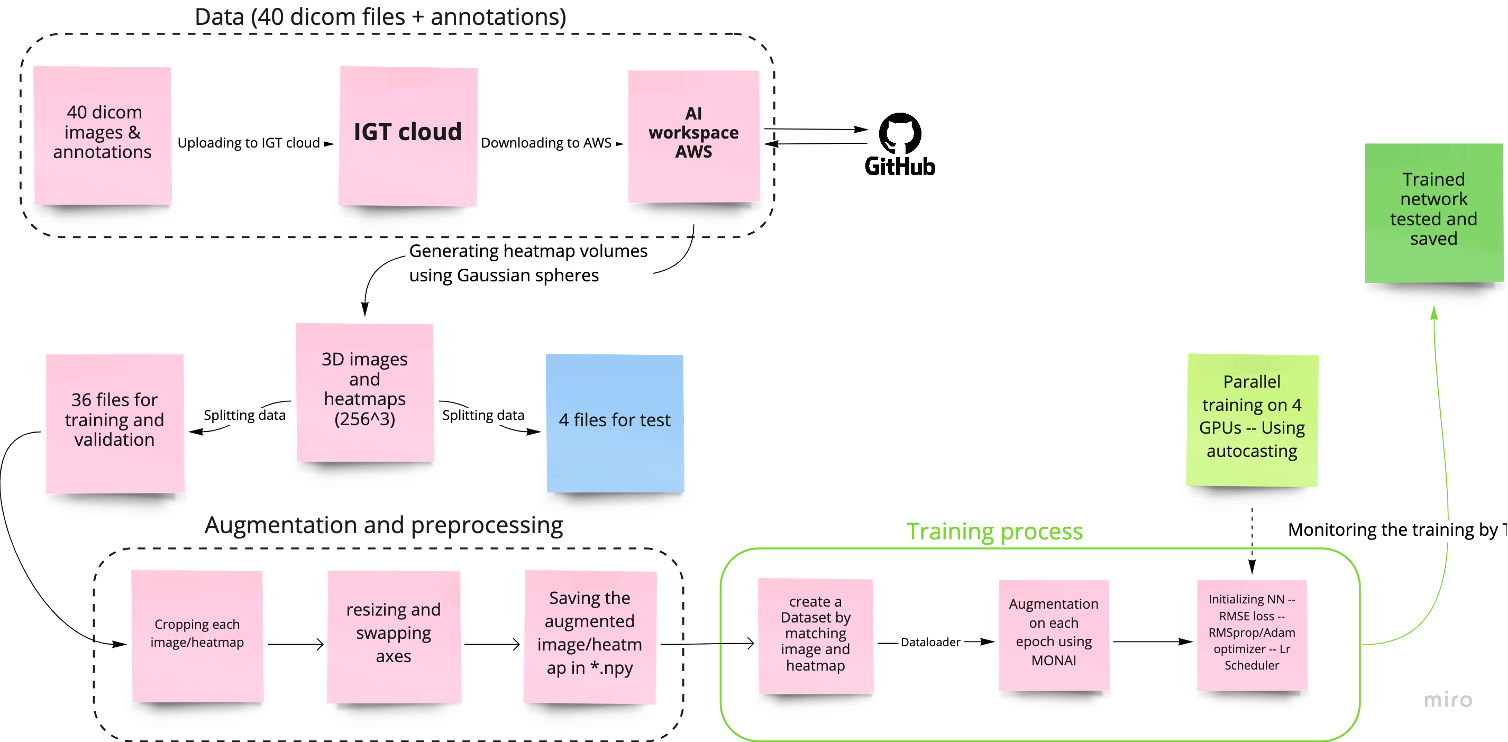 Data (40 dicom files + annotations)
40 dicom
images &
annotations
Uploading to IGT cloud
IGT cloud
Downloading to AWS
AI
workspace
AWS
GitHub
Generating heatmap volumes
using Gaussian spheres
Trained
network
tested and
saved
36 files for
training and
validation
Splitting data
3D images
and
heatmaps
(256^3)
Splitting data
4 files for test
Parallel
training on 4
GPUs -- Using
autocasting
Augmentation and preprocessing
Cropping each
image/heatmap
resizing and
swapping
axes
Saving the
augmented
image/heatm
ap in *.npy
Training process
Monitoring the training by T
create a
Dataset by
matching
image and
heatmap
Dataloader
Augmentation
on each
epoch using
MONAI
Initializing NN --
RMSE loss --
RMSprop/Adam
optimizer -- Lr
Scheduler
miro